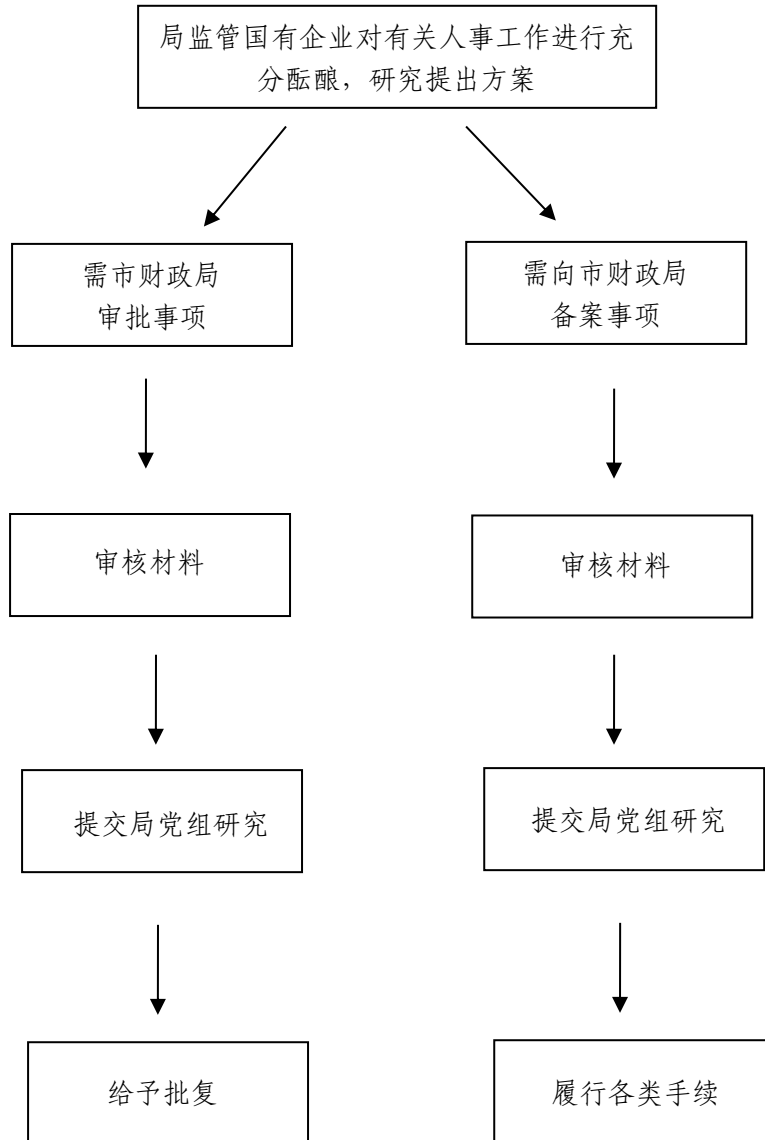 局监管国有企业对有关人事工作进行充
分酝酿，研究提出方案
需市财政局
审批事项
需向市财政局
备案事项
审核材料
审核材料
提交局党组研究
提交局党组研究
给予批复
履行各类手续